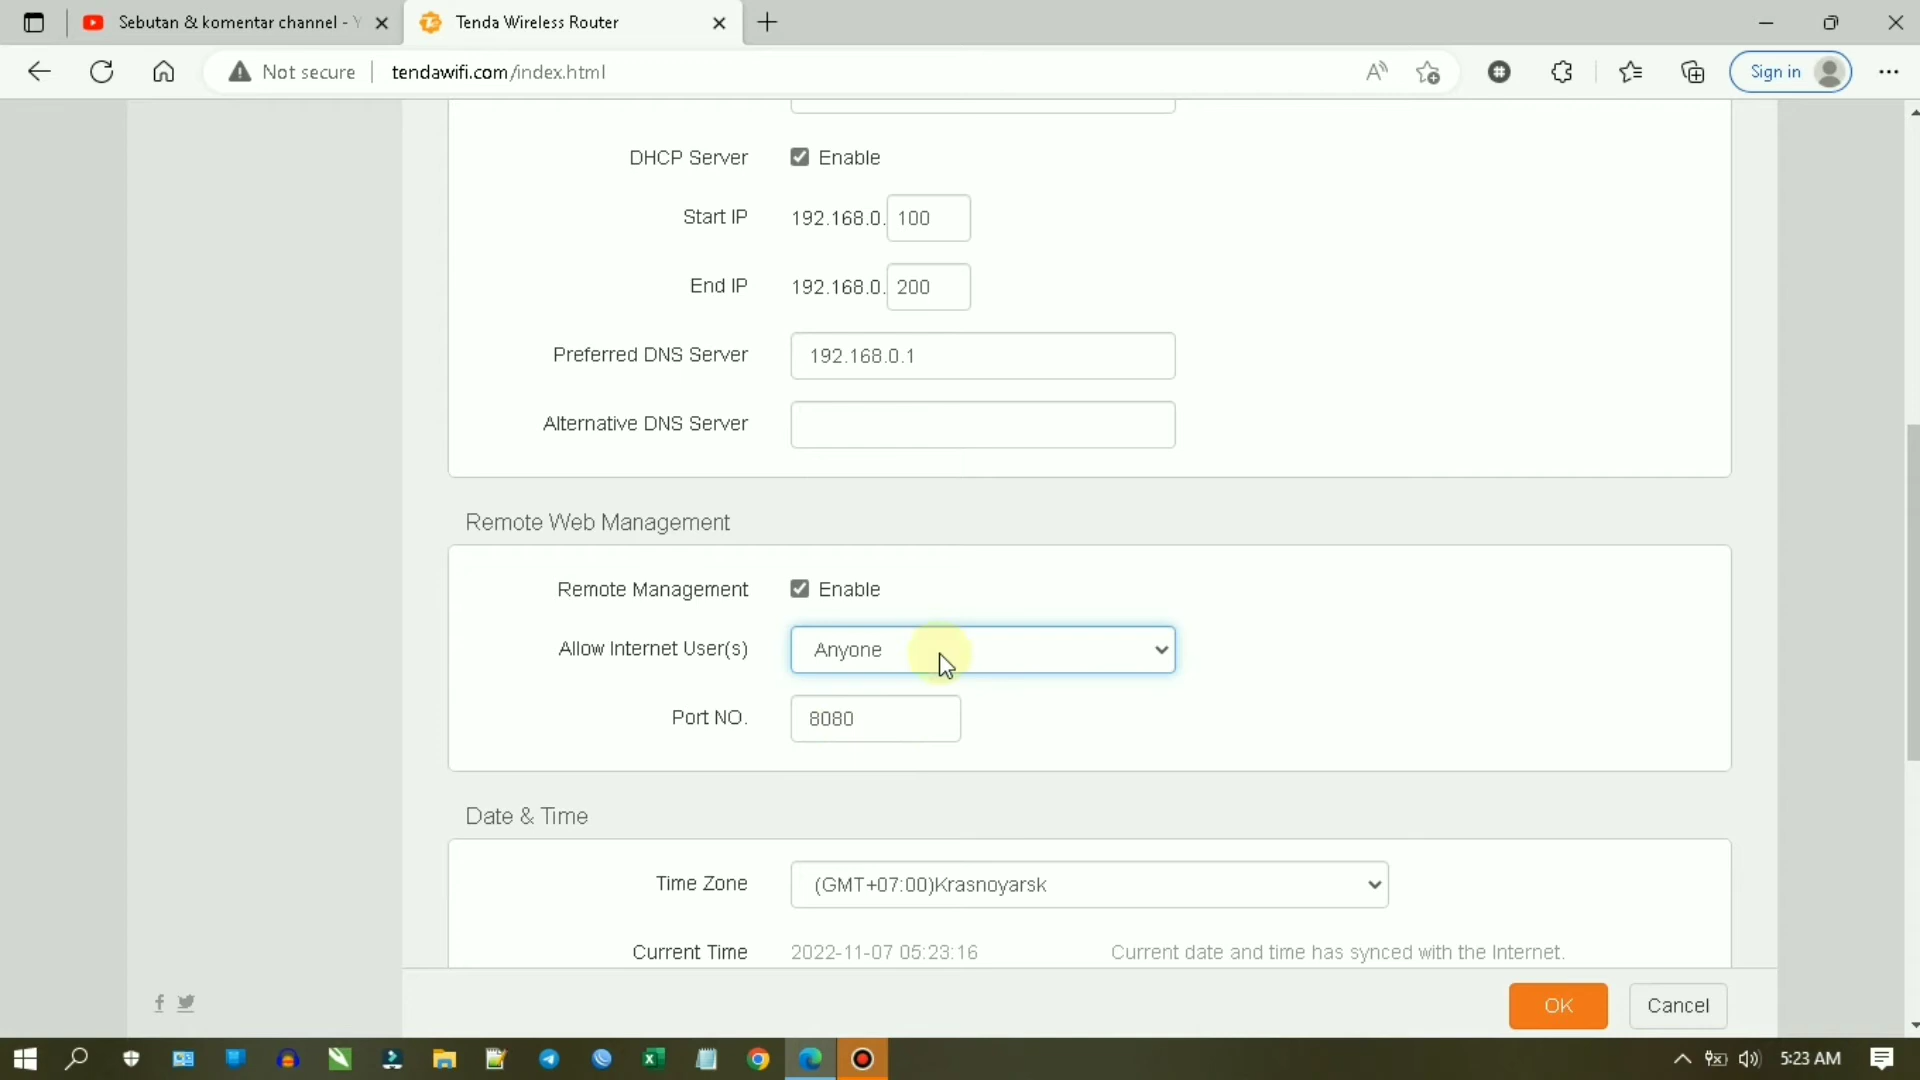 Sebutan & komentar channel - Y
Tenda Wireless Router
Not secure
tendawifi.com/index.html
Sign in
DHCP Server
Enable
Start IP
192.168.0.
100
End IP
192.168.0.
200
Preferred DNS Server
192.168.0.1
Alternative DNS Server
Remote Web Management
Remote Management
Enable
Allow Internet User(s)
Anyone
Port NO.
8080
Date & Time
Time Zone
(GMT+07:00)Krasnoyarsk
Current Time
2022-11-07 05:23:16
Current date and time has synced with the Internet.
OK
Cancel
5:23 AM